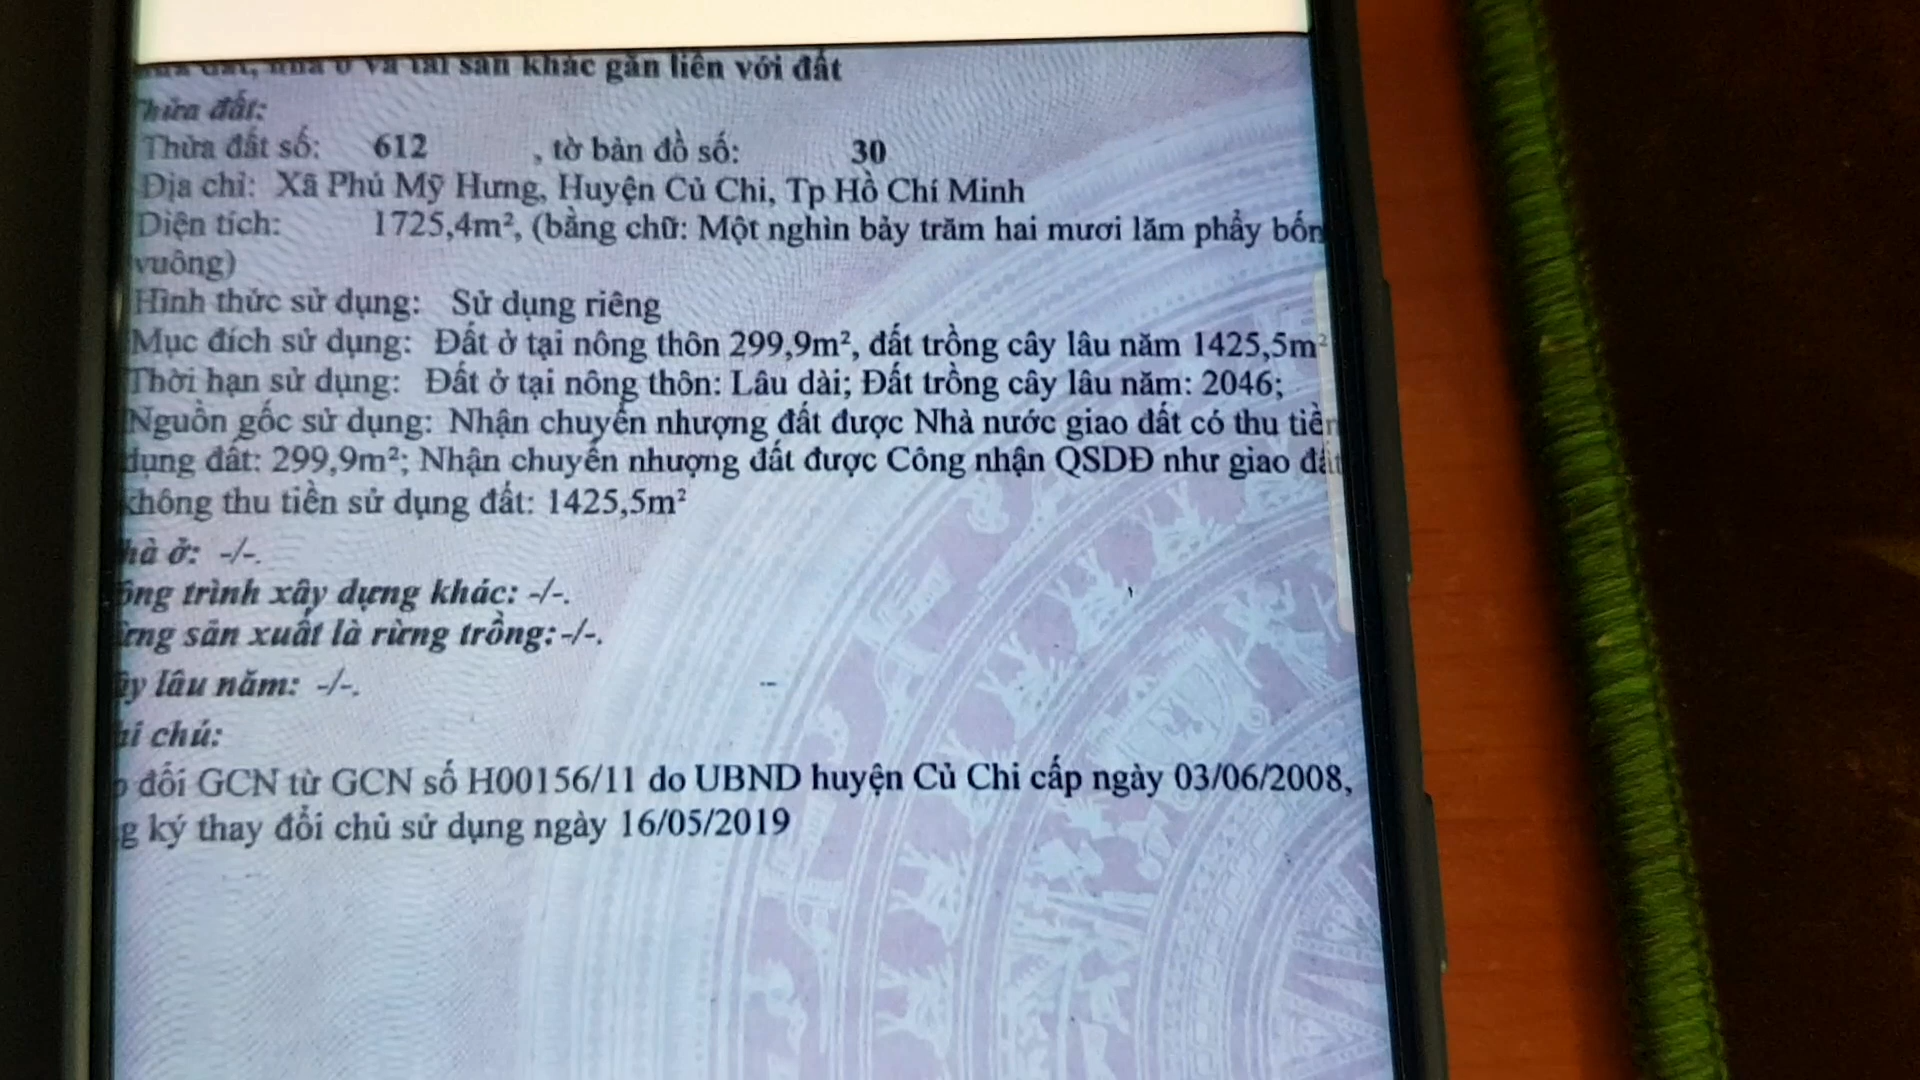 khác gắn liền với đất
Thửa đất:
Thửa đất số: 612 , tờ bản đồ số: 30
Địa chỉ: Xã Phú Mỹ Hưng, Huyện Củ Chi, Tp Hồ Chí Minh
Diện tích: 1725,4m², (bằng chữ: Một nghìn bảy trăm hai mươi lăm phẩy bốn
vuông)
Hình thức sử dụng: Sử dụng riêng
Mục đích sử dụng: Đất ở tại nông thôn 299,9m², đất trồng cây lâu năm 1425,5m²
Thời hạn sử dụng: Đất ở tại nông thôn: Lâu dài; Đất trồng cây lâu năm: 2046;
Nguồn gốc sử dụng: Nhận chuyển nhượng đất được Nhà nước giao đất có thu tiền
dụng đất: 299,9m²; Nhận chuyển nhượng đất được Công nhận QSDĐ như giao đất
không thu tiền sử dụng đất: 1425,5m²
hà ở: -/-.
ông trình xây dựng khác: -/-.
ừng sản xuất là rừng trồng: -/-.
ây lâu năm: -/-.
hi chú:
đổi GCN từ GCN số H00156/11 do UBND huyện Củ Chi cấp ngày 03/06/2008,
g ký thay đổi chủ sử dụng ngày 16/05/2019